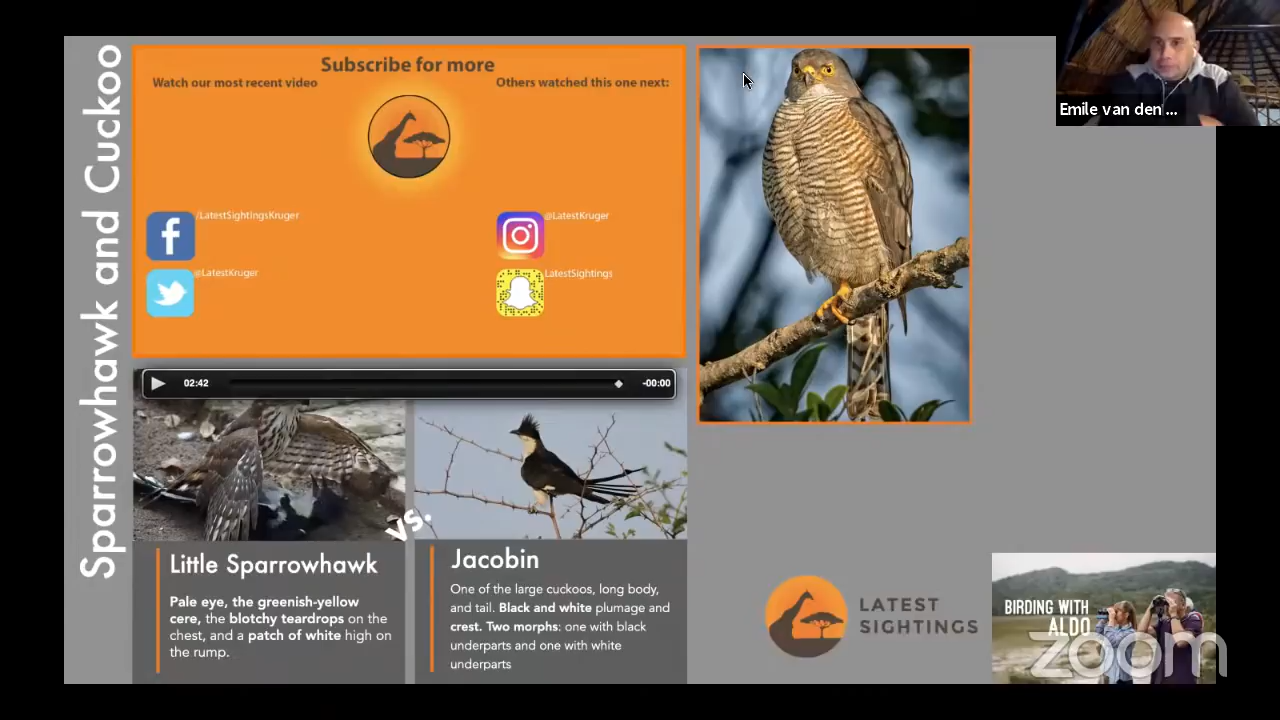 Sparrowhawk and Cuckoo
Subscribe for more
Watch our most recent video
Others watched this one next:
/LatestSightingsKruger
@LatestKruger
@LatestKruger
LatestSightings
02:42
-00:00
vs.
Little Sparrowhawk
Pale eye, the greenish-yellow
cere, the blotchy teardrops on the
chest, and a patch of white high on
the rump.
Jacobin
One of the large cuckoos, long body,
and tail. Black and white plumage and
crest. Two morphs: one with black
underparts and one with white
underparts
LATEST
SIGHTINGS
BIRDING WITH
ALDO
zoom
Emile van den ...